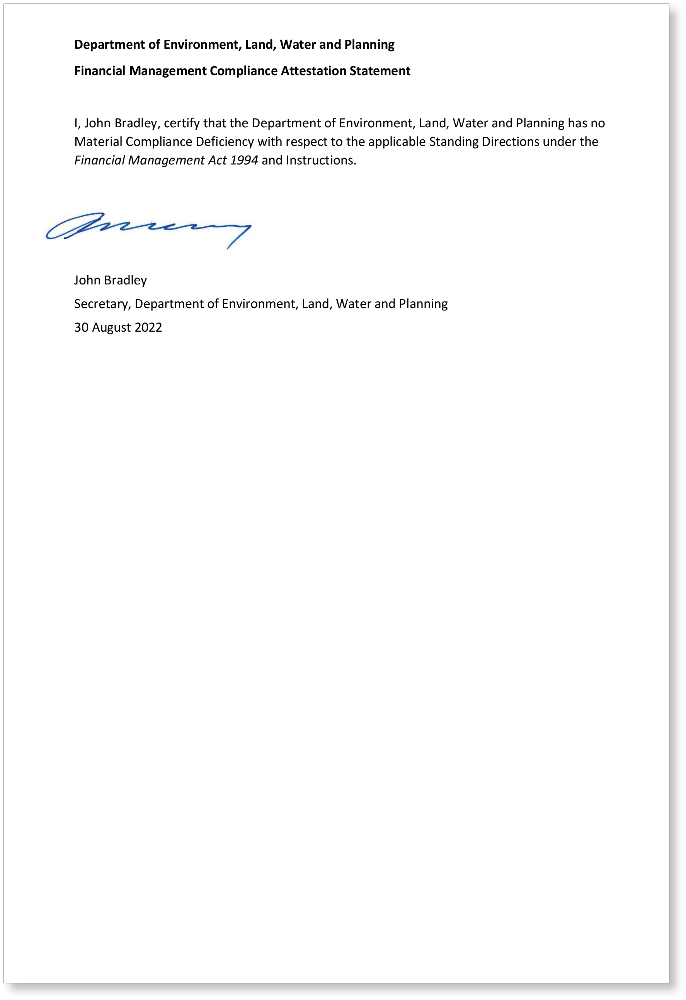 Department of Environment, Land, Water and Planning
Financial Management Compliance Attestation Statement
I, John Bradley, certify that the Department of Environment, Land, Water and Planning has no
Material Compliance Deficiency with respect to the applicable Standing Directions under the
Financial Management Act 1994 and Instructions.
John Bradley
Secretary, Department of Environment, Land, Water and Planning
30 August 2022